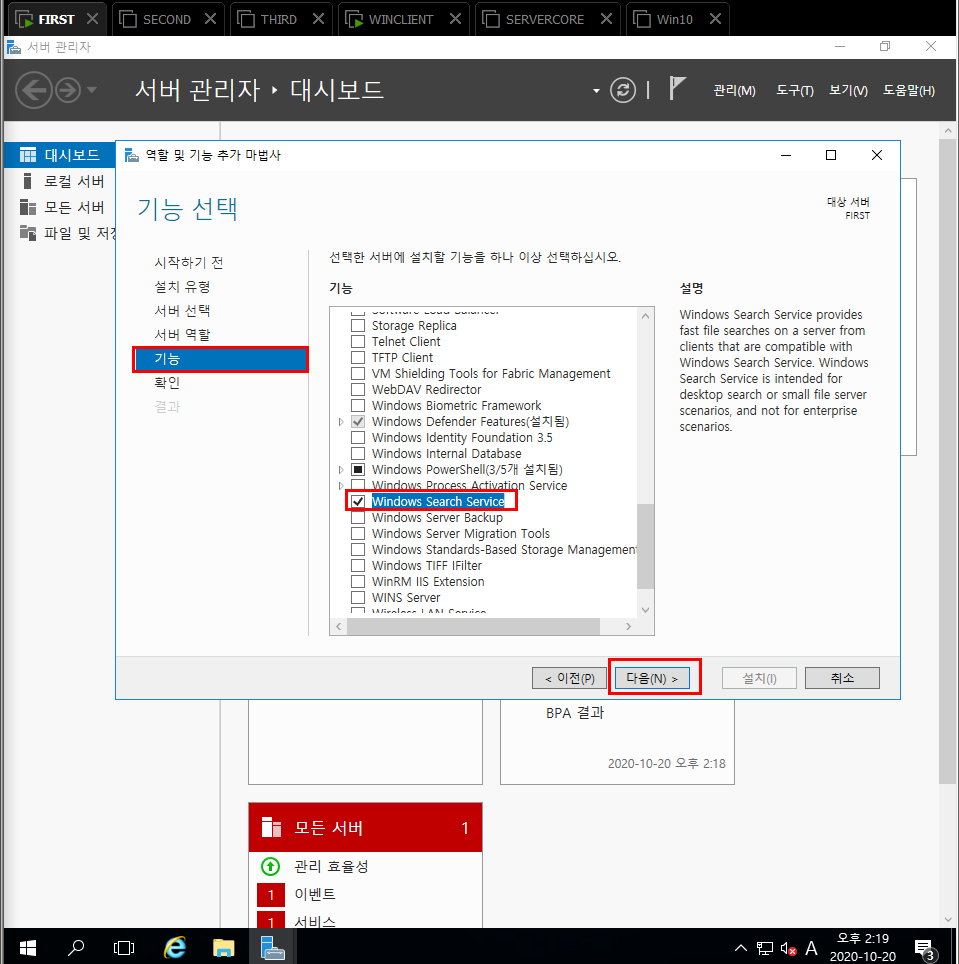 FIRST
SECOND
THIRD
WINCLIENT
SERVERCORE
Win10
서버 관리자
서버 관리자 ‣ 대시보드
관리(M) 도구(T) 보기(V) 도움말(H)
대시보드
로컬 서버
모든 서버
파일 및 저장
역할 및 기능 추가 마법사
기능 선택
대상 서버
FIRST
시작하기 전
설치 유형
서버 선택
서버 역할
기능
확인
결과
선택한 서버에 설치할 기능을 하나 이상 선택하십시오.
기능
Software Load Balancer
Storage Replica
Telnet Client
TFTP Client
VM Shielding Tools for Fabric Management
WebDAV Redirector
Windows Biometric Framework
Windows Defender Features(설치됨)
Windows Identity Foundation 3.5
Windows Internal Database
Windows PowerShell(3/5개 설치됨)
Windows Process Activation Service
Windows Search Service
Windows Server Backup
Windows Server Migration Tools
Windows Standards-Based Storage Management
Windows TIFF IFilter
WinRM IIS Extension
WINS Server
Wireless LAN Service
설명
Windows Search Service provides
fast file searches on a server from
clients that are compatible with
Windows Search Service. Windows
Search Service is intended for
desktop search or small file server
scenarios, and not for enterprise
scenarios.
< 이전(P)
다음(N) >
설치(I)
취소
BPA 결과
2020-10-20 오후 2:18
모든 서버 1
관리 효율성
1 이벤트
1 서비스
A
오후 2:19
2020-10-20
3